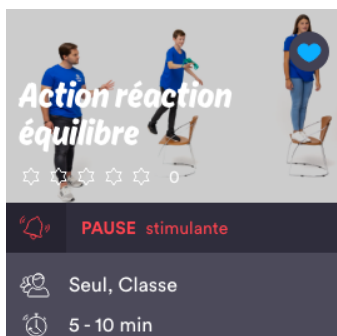 Action réaction
équilibre
0
PAUSE stimulante
Seul, Classe
5 - 10 min